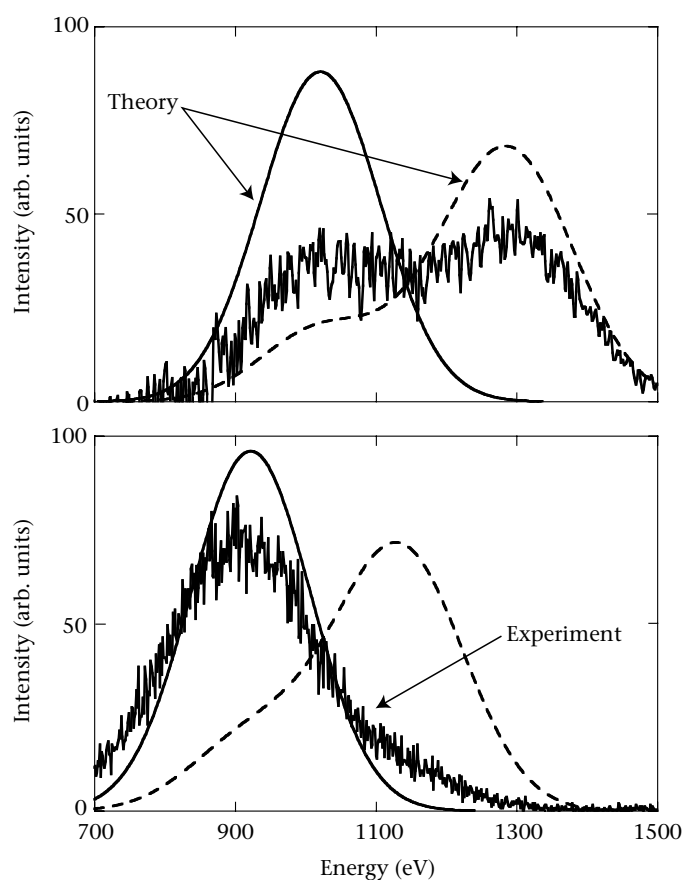 100
Theory
Intensity (arb. units)
50
0
100
Intensity (arb. units)
50
Experiment
0
700 900 1100 1300 1500
Energy (eV)